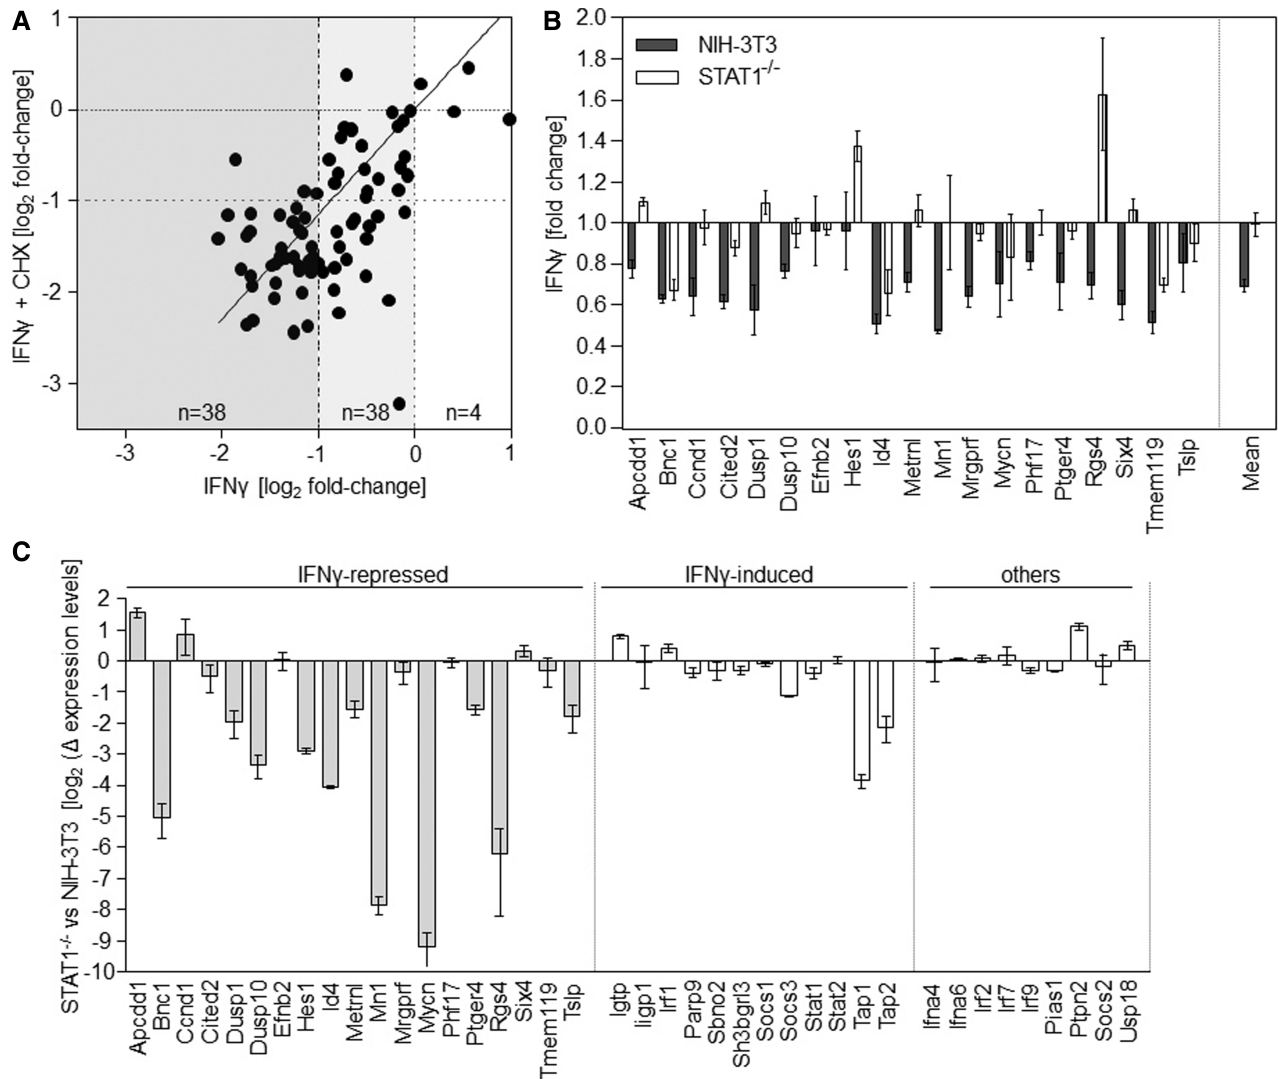 A
IFNγ + CHX [log2 fold-change]
1
0
-1
-2
-3
n=38
n=38
n=4
-3
-2
-1
0
1
IFNγ [log2 fold-change]
B
IFNγ [fold change]
2.0
1.8
1.6
1.4
1.2
1.0
0.8
0.6
0.4
0.2
0.0
NIH-3T3
STAT1-/-
Apcdd1
Bnc1
Ccnd1
Cited2
Dusp1
Dusp10
Efnb2
Hes1
Id4
Metrnl
Mn1
Mrgprf
Mycn
Phf17
Ptger4
Rgs4
Six4
Tmem119
Tslp
Mean
C
STAT1-/- vs NIH-3T3 [log2 (Δ expression levels]
IFNγ-repressed
IFNγ-induced
others
2
1
0
-1
-2
-3
-4
-5
-6
-7
-8
-9
-10
Apcdd1
Bnc1
Ccnd1
Cited2
Dusp1
Dusp10
Efnb2
Hes1
Id4
Metrnl
Mn1
Mrgprf
Mycn
Phf17
Ptger4
Rgs4
Six4
Tmem119
Tslp
Igtp
Iigp1
Irf1
Parp9
Sbno2
Sh3bgrl3
Socs1
Socs3
Stat1
Stat2
Tap1
Tap2
Ifna4
Ifna6
Irf2
Irf7
Irf9
Pias1
Ptpn2
Socs2
Usp18